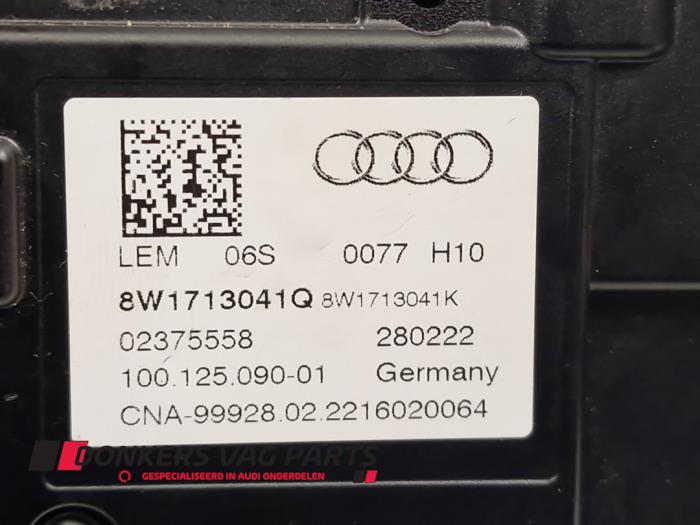 LEM 06S 0077 H10
8W1713041Q 8W1713041K
02375558 280222
100.125.090-01 Germany
CNA-99928.02.2216020064
DONKERS VAG PARTS
GESPECIALISEERD IN AUDI ONDERDELEN